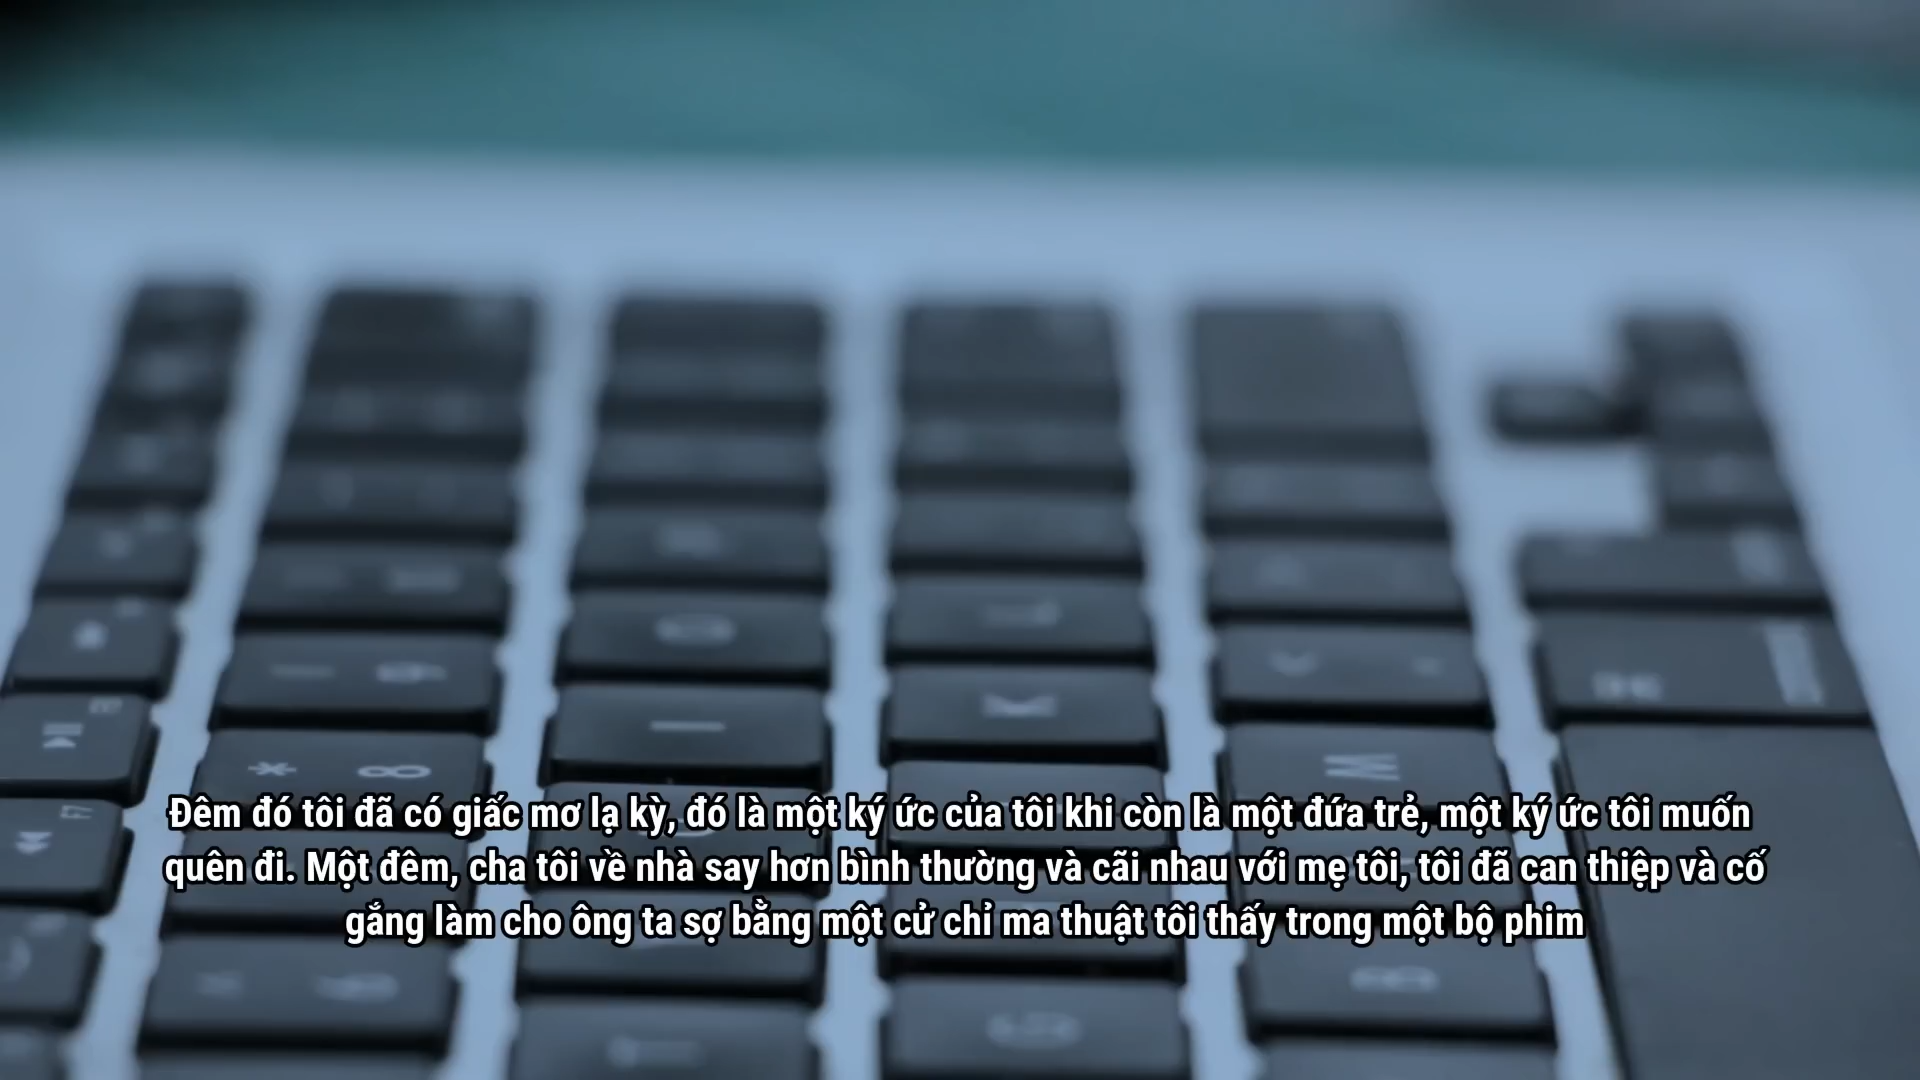 Đêm đó tôi đã có giấc mơ lạ kỳ, đó là một ký ức của tôi khi còn là một đứa trẻ, một ký ức tôi muốn
quên đi. Một đêm, cha tôi về nhà say hơn bình thường và cãi nhau với mẹ tôi, tôi đã can thiệp và cố
gắng làm cho ông ta sợ bằng một cử chỉ ma thuật tôi thấy trong một bộ phim